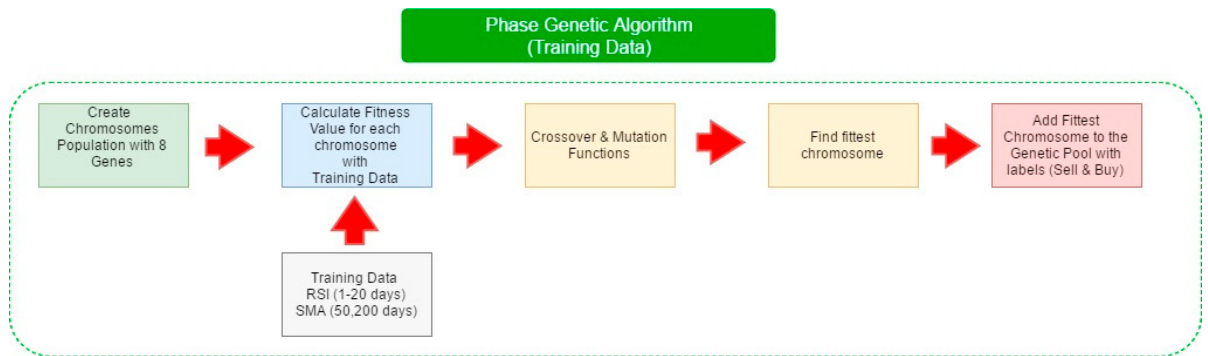 Phase Genetic Algorithm
(Training Data)
Create
Chromosomes
Population with 8
Genes
Calculate Fitness
Value for each
chromosome
with
Training Data
Crossover & Mutation
Functions
Find fittest
chromosome
Add Fittest
Chromosome to the
Genetic Pool with
labels (Sell & Buy)
Training Data
RSI (1-20 days)
SMA (50,200 days)